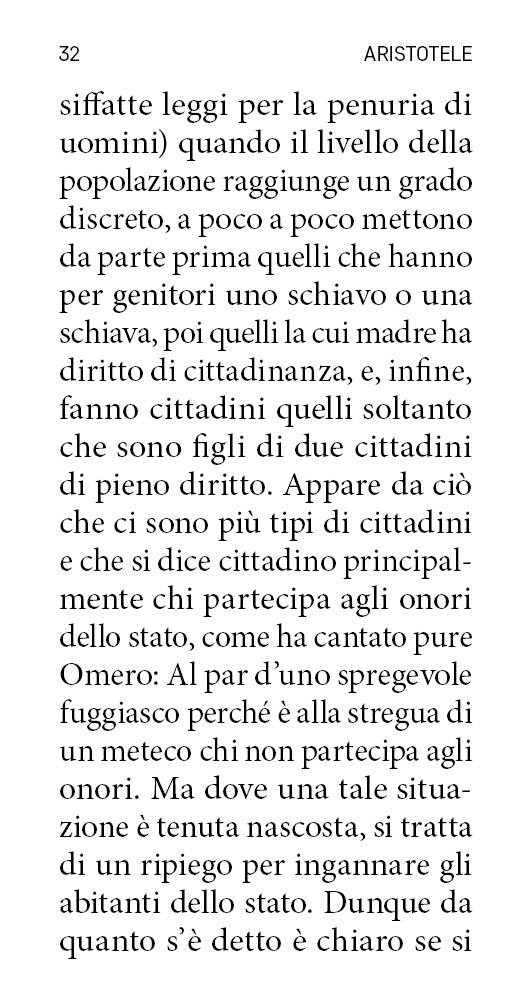 32 ARISTOTELE
siffatte leggi per la penuria di
uomini) quando il livello della
popolazione raggiunge un grado
discreto, a poco a poco mettono
da parte prima quelli che hanno
per genitori uno schiavo o una
schiava, poi quelli la cui madre ha
diritto di cittadinanza, e, infine,
fanno cittadini quelli soltanto
che sono figli di due cittadini
di pieno diritto. Appare da ciò
che ci sono più tipi di cittadini
e che si dice cittadino principal-
mente chi partecipa agli onori
dello stato, come ha cantato pure
Omero: Al par d’uno spregevole
fuggiasco perché è alla stregua di
un meteco chi non partecipa agli
onori. Ma dove una tale situa-
zione è tenuta nascosta, si tratta
di un ripiego per ingannare gli
abitanti dello stato. Dunque da
quanto s’è detto è chiaro se si